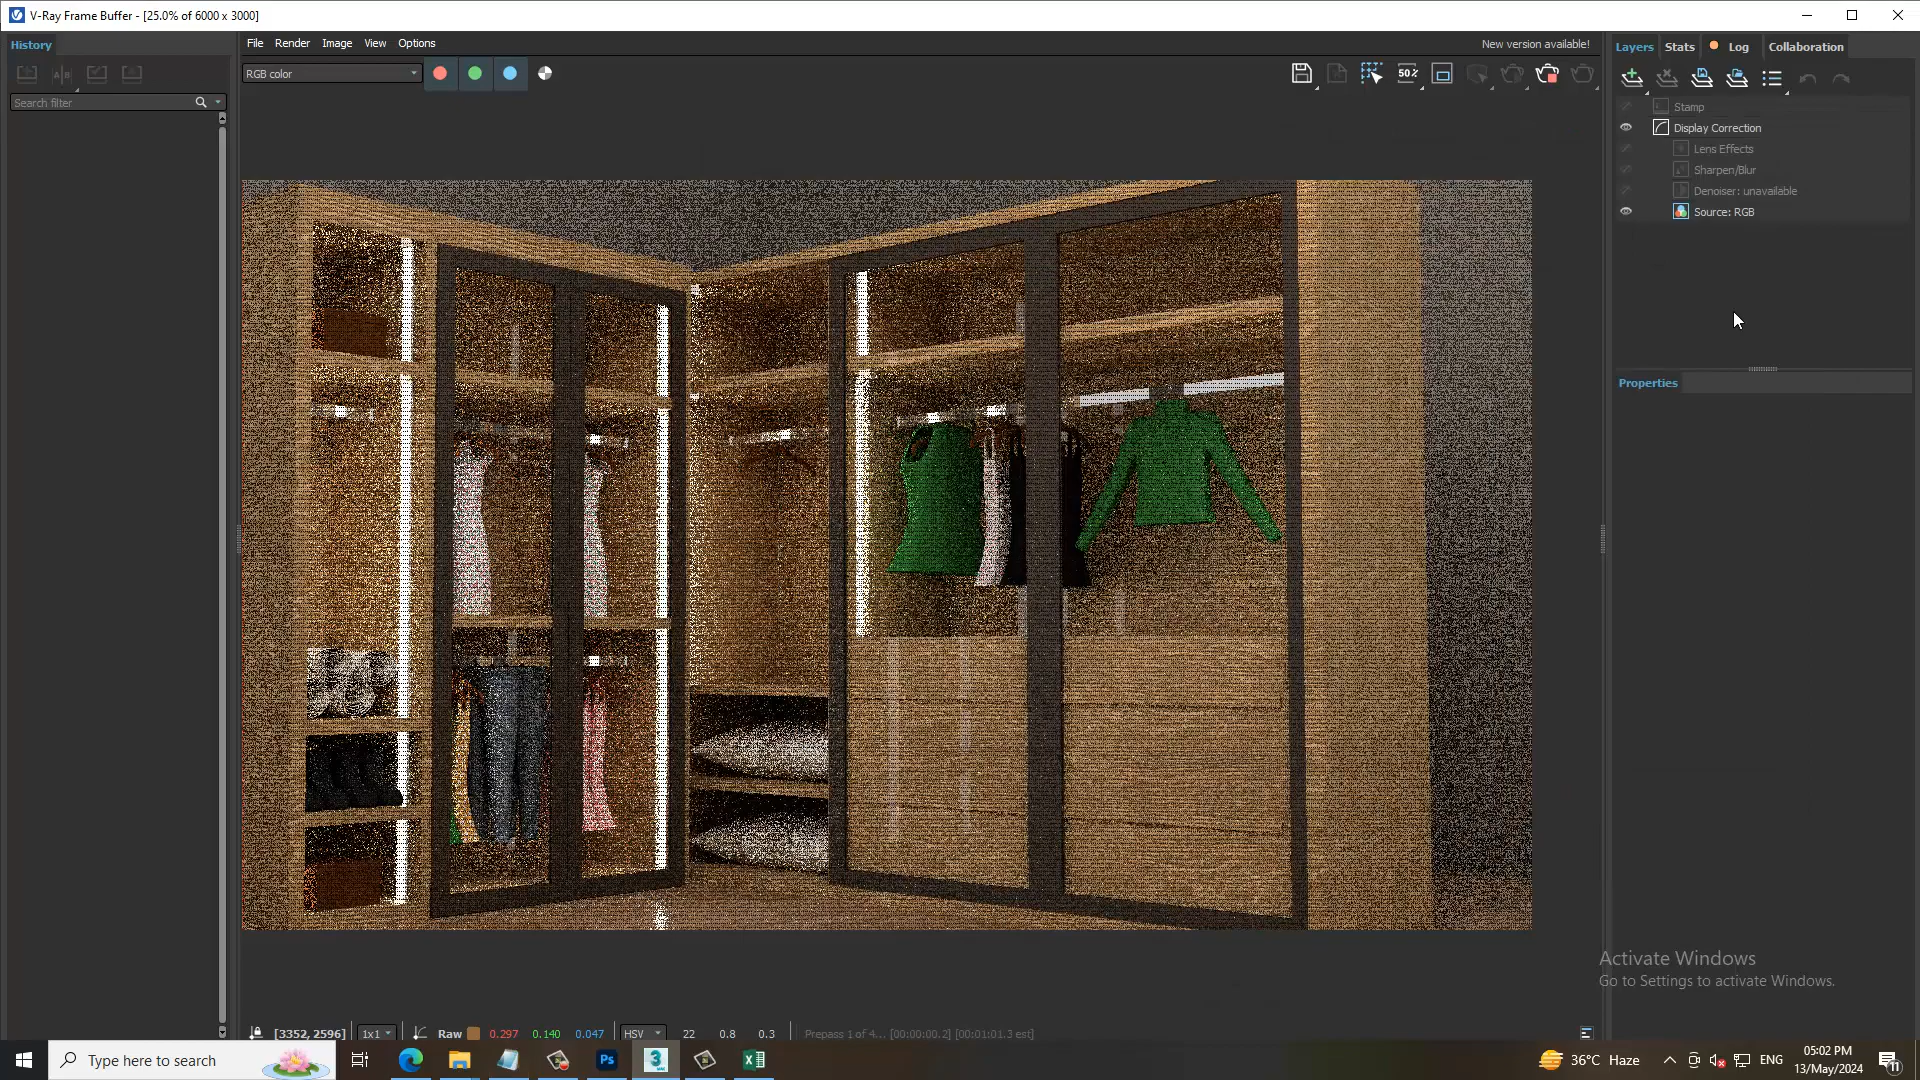 V-Ray Frame Buffer - [25.0% of 6000 x 3000]
History
File Render Image View Options
New version available!
Layers Stats Log Collaboration
RGB color
50%
Search filter
Stamp
Display Correction
Lens Effects
Sharpen/Blur
Denoiser: unavailable
Source: RGB
Properties
Activate Windows
Go to Settings to activate Windows.
[3352, 2596] 1x1 Raw 0.297 0.140 0.047 HSV 22 0.8 0.3 Prepass 1 of 4... [00:00:00.2] [00:01:01.3 est]
Type here to search
Ps
3
36°C Haze
ENG
05:02 PM
13/May/2024
11